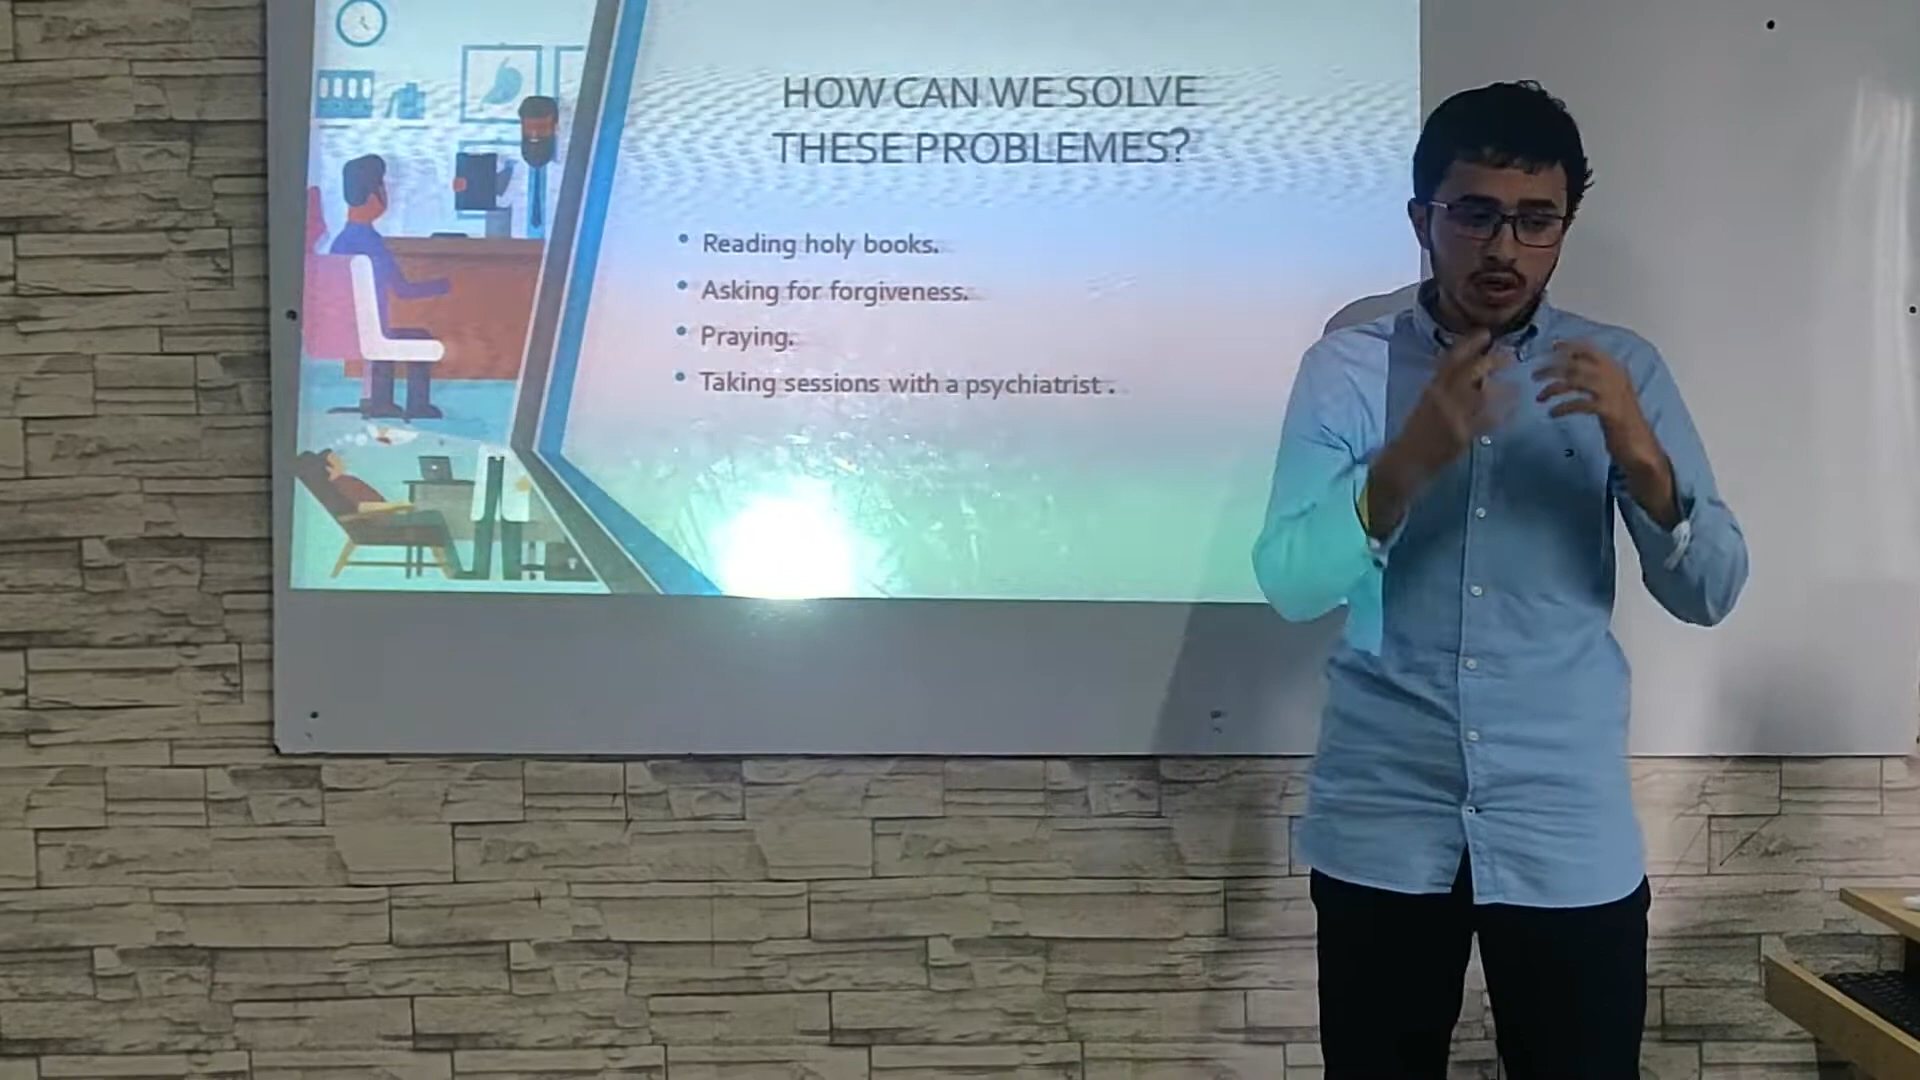 HOW CAN WE SOLVE
THESE PROBLEMES?
• Reading holy books.
• Asking for forgiveness.
• Praying.
• Taking sessions with a psychiatrist .